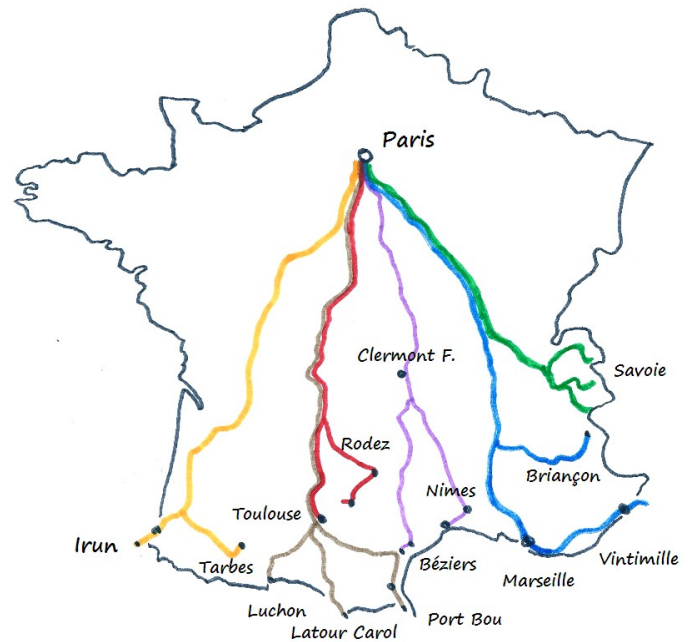 Paris
Clermont F.
Savoie
Rodez
Briançon
Nimes
Toulouse
Irun
Tarbes
Béziers
Vintimille
Marseille
Luchon
Port Bou
Latour Carol